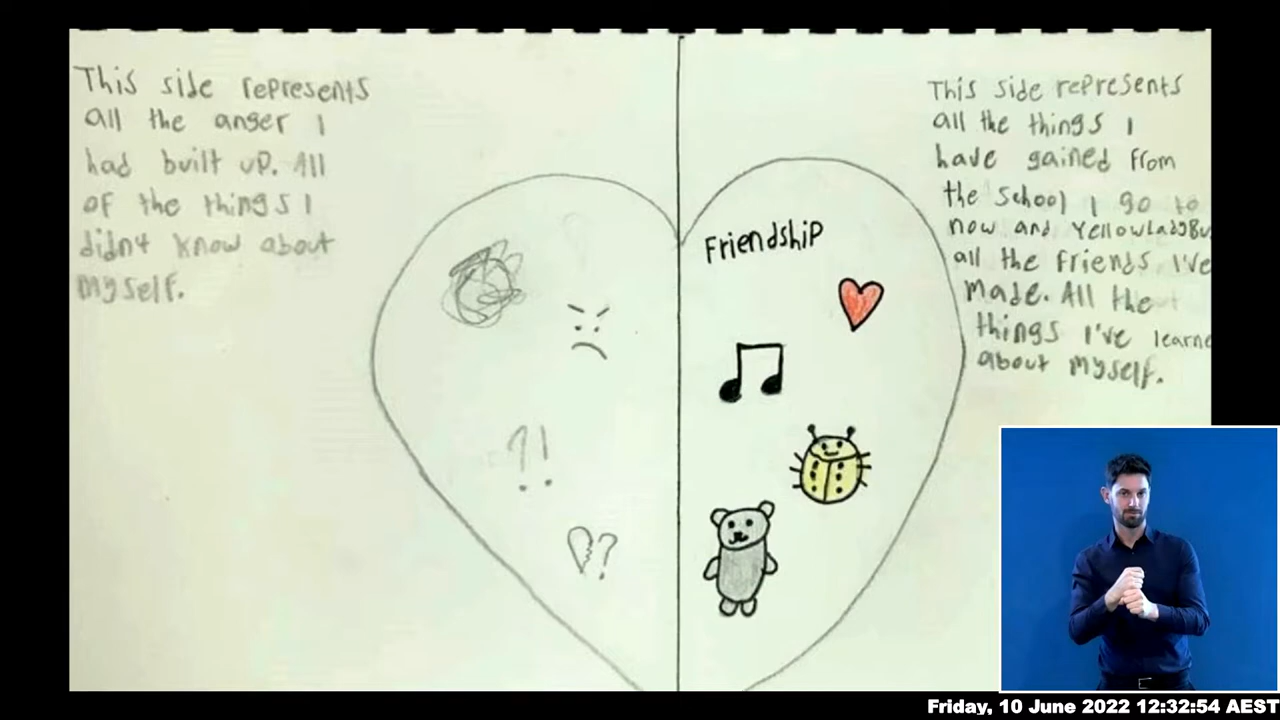 This side represents
all the anger I
had built up. All
of the things I
didn't know about
myself.
Friendship
?!
?
This side represents
all the things I
have gained from
the school I go to
now and YellowLadyBu
all the friends I've
made. All the
things I've learne
about myself.
Friday, 10 June 2022 12:32:54 AEST